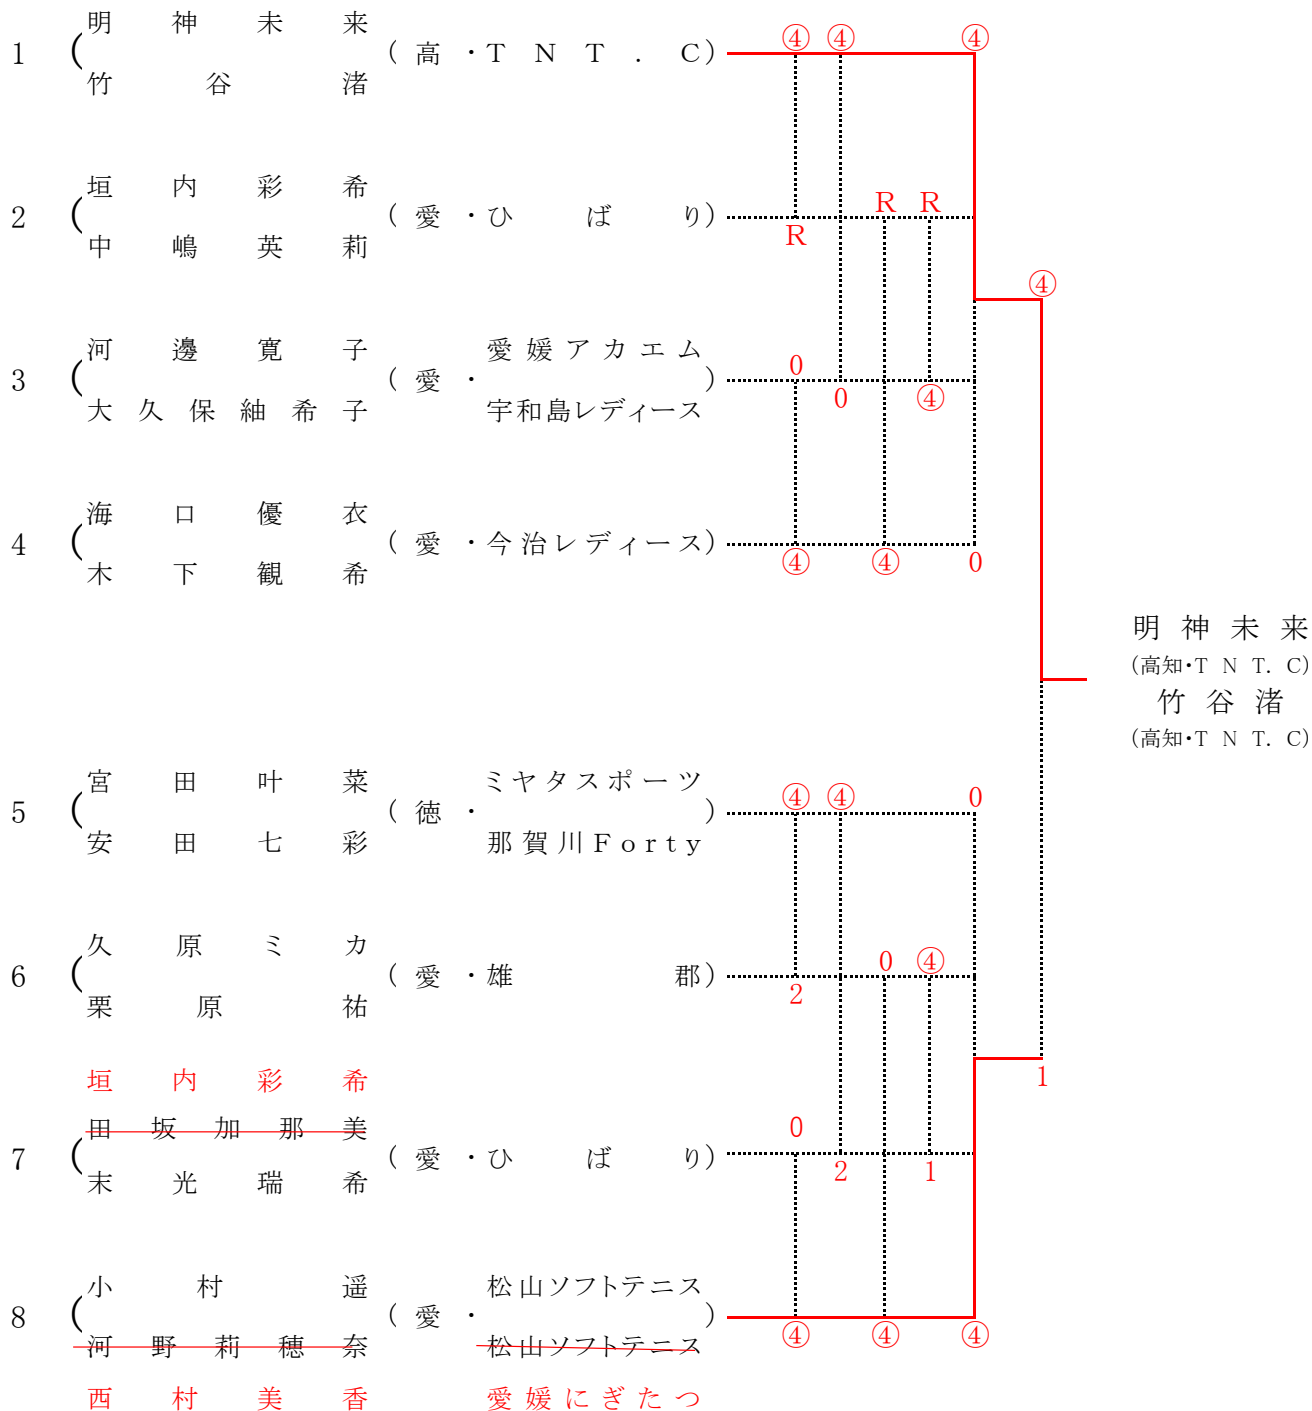 明神未来
1 ( (高・TNT.C) ④ ④ ④
竹谷渚
垣内彩希
2 ( (愛・ひばり) R R
中嶋英莉 R
④
河邊寛子 愛媛アカエム
3 ( (愛・ ) 0
大久保紬希子 宇和島レディース 0 ④
海口優衣
4 ( (愛・今治レディース)
木下観希 ④ ④ 0
明神未来
(高知・TNT.C)
竹谷渚
(高知・TNT.C)
宮田叶菜 ミヤタスポーツ
5 ( (徳・ ) ④ ④ 0
安田七彩 那賀川Forty
久原ミカ
6 ( (愛・雄郡) 0 ④
栗原祐 2
垣内彩希 1
田坂加那美
7 ( (愛・ひばり) 0
末光瑞希 2 1
小村遥 松山ソフトテニス
8 ( (愛・ )
河野莉穂奈 松山ソフトテニス ④ ④ ④
西村美香 愛媛にぎたつ